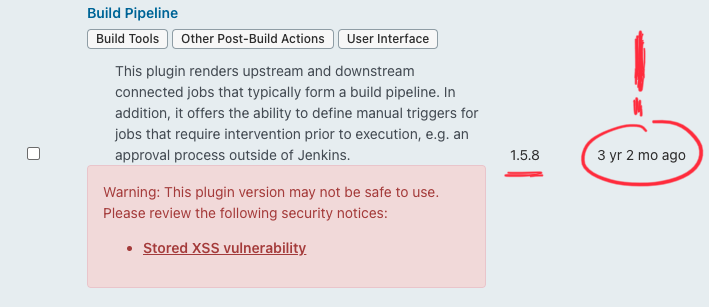 Build Pipeline
Build Tools Other Post-Build Actions User Interface
This plugin renders upstream and downstream
connected jobs that typically form a build pipeline. In
addition, it offers the ability to define manual triggers for
jobs that require intervention prior to execution, e.g. an
approval process outside of Jenkins.
1.5.8
3 yr 2 mo ago
Warning: This plugin version may not be safe to use.
Please review the following security notices:
• Stored XSS vulnerability
!